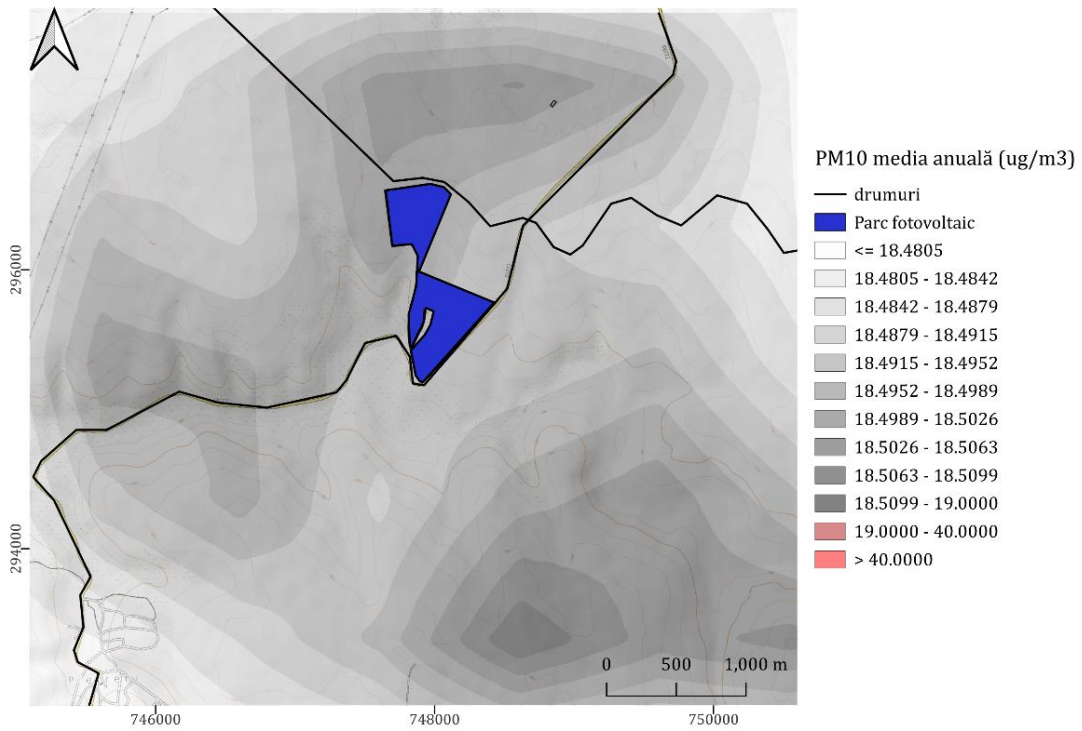 PM10 media anuală (ug/m3)
drumuri
Parc fotovoltaic
<= 18.4805
18.4805 - 18.4842
18.4842 - 18.4879
18.4879 - 18.4915
18.4915 - 18.4952
18.4952 - 18.4989
18.4989 - 18.5026
18.5026 - 18.5063
18.5063 - 18.5099
18.5099 - 19.0000
19.0000 - 40.0000
> 40.0000
296000
294000
0 500 1,000 m
746000 748000 750000